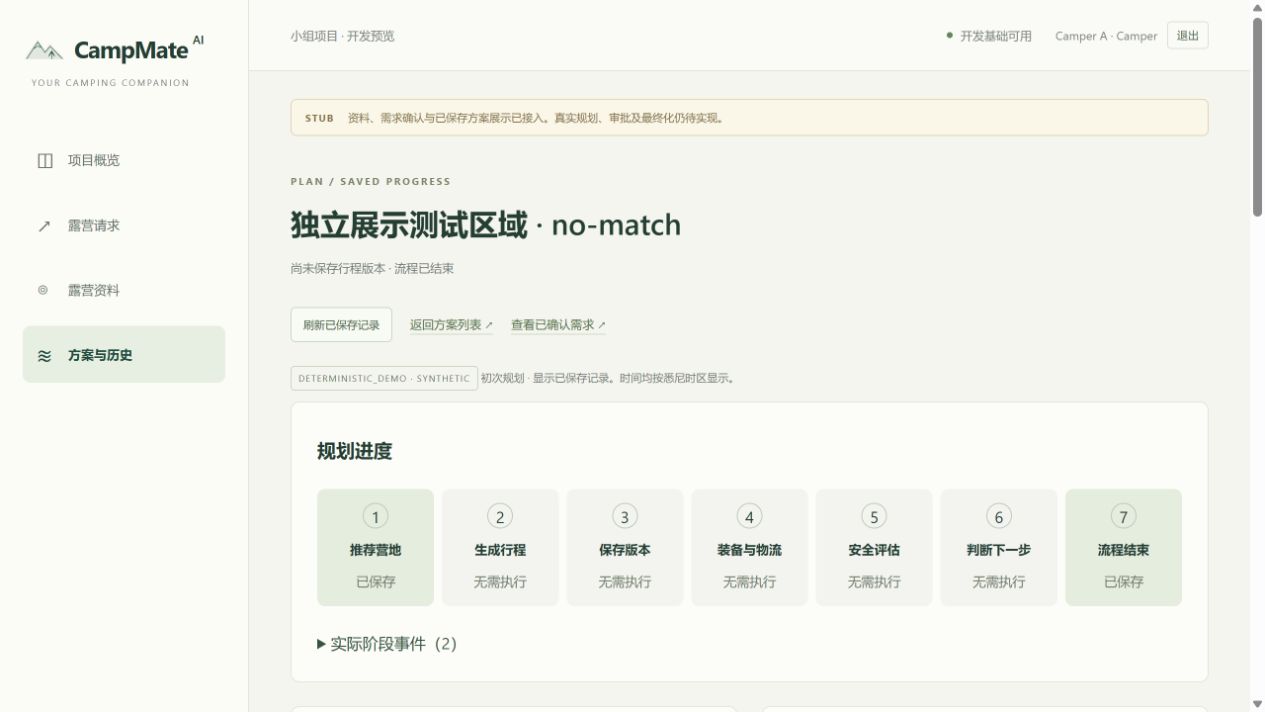 CampMate AI
YOUR CAMPING COMPANION
项目概览
露营请求
露营资料
方案与历史
小组项目 · 开发预览
开发基础可用
Camper A · Camper
退出
STUB 资料、需求确认与已保存方案展示已接入。真实规划、审批及最终化仍待实现。
PLAN / SAVED PROGRESS
独立展示测试区域 · no-match
尚未保存行程版本 · 流程已结束
刷新已保存记录 返回方案列表 ↗ 查看已确认需求 ↗
DETERMINISTIC_DEMO · SYNTHETIC 初次规划 · 显示已保存记录。时间均按悉尼时区显示。
规划进度
1 2 3 4 5 6 7
推荐营地 生成行程 保存版本 装备与物流 安全评估 判断下一步 流程结束
已保存 无需执行 无需执行 无需执行 无需执行 无需执行 已保存
▶ 实际阶段事件（2）